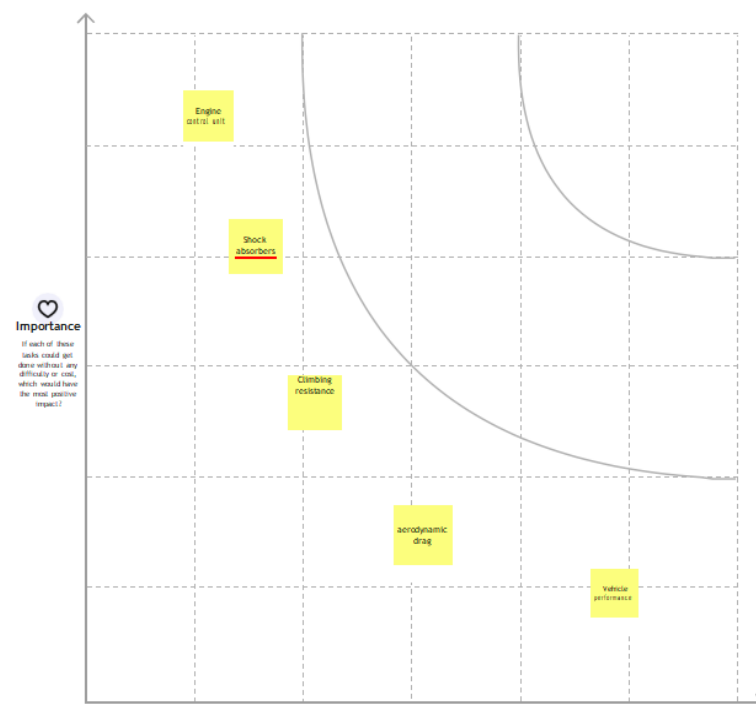 Engine
control unit
Shock
absorbers
Importance
If each of these
tasks could get
done without any
difficulty or cost,
which would have
the most positive
impact?
Climbing
resistance
aerodynamic
drag
Vehicle
performance